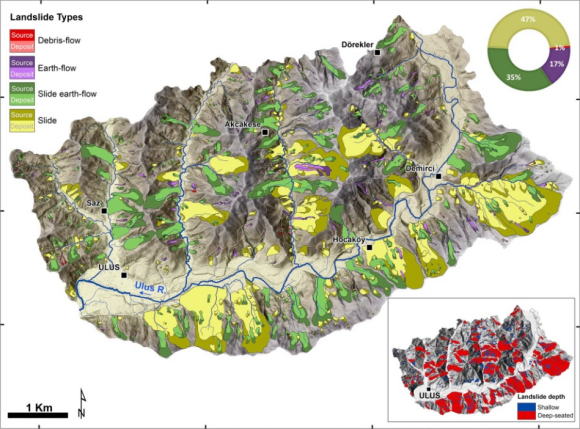 Landslide Types
Source
Deposit
Debris-flow
Source
Deposit
Earth-flow
Source
Deposit
Slide earth-flow
Source
Deposit
Slide
47%
1%
17%
35%
Dörekler
Akçakese
Demirci
Saz
Hocaköy
ULUS
Ulus R.
1 Km
N
ULUS
Landslide depth
Shallow
Deep-seated